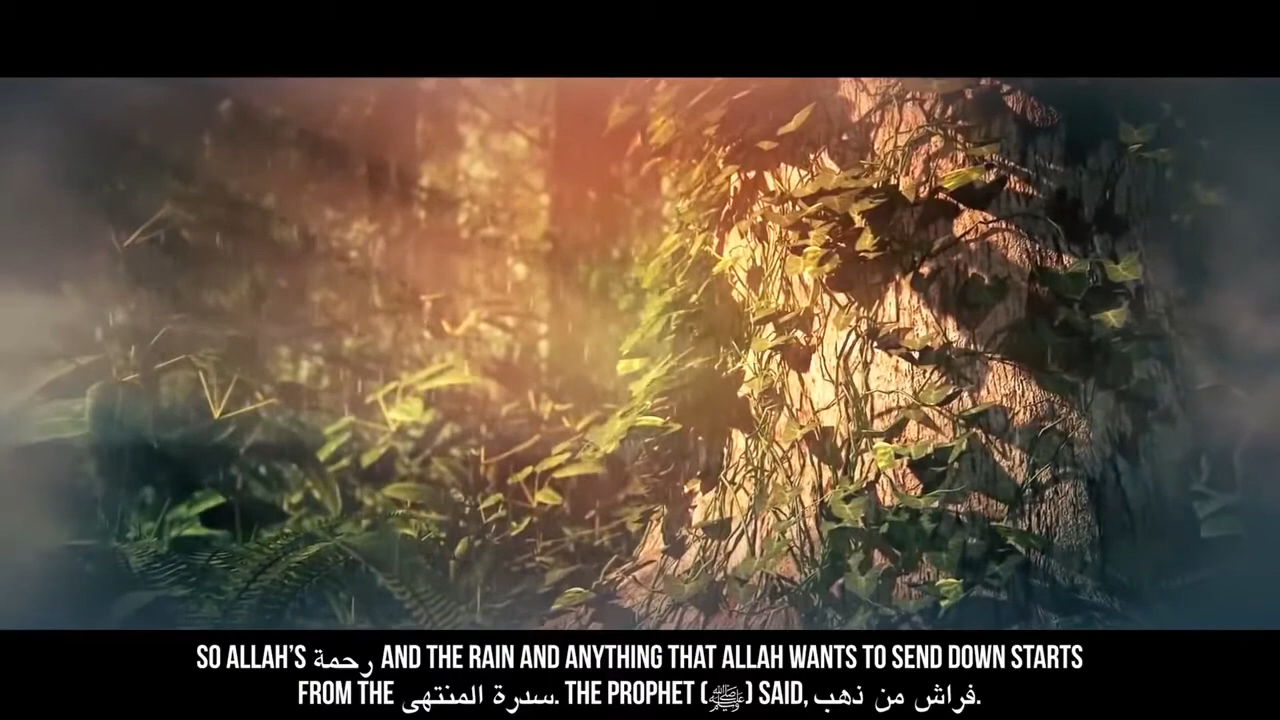 SO ALLAH'S رحمة AND THE RAIN AND ANYTHING THAT ALLAH WANTS TO SEND DOWN STARTS
FROM THE سدرة المنتهى. THE PROPHET (ﷺ) SAID, فراش من ذهب.